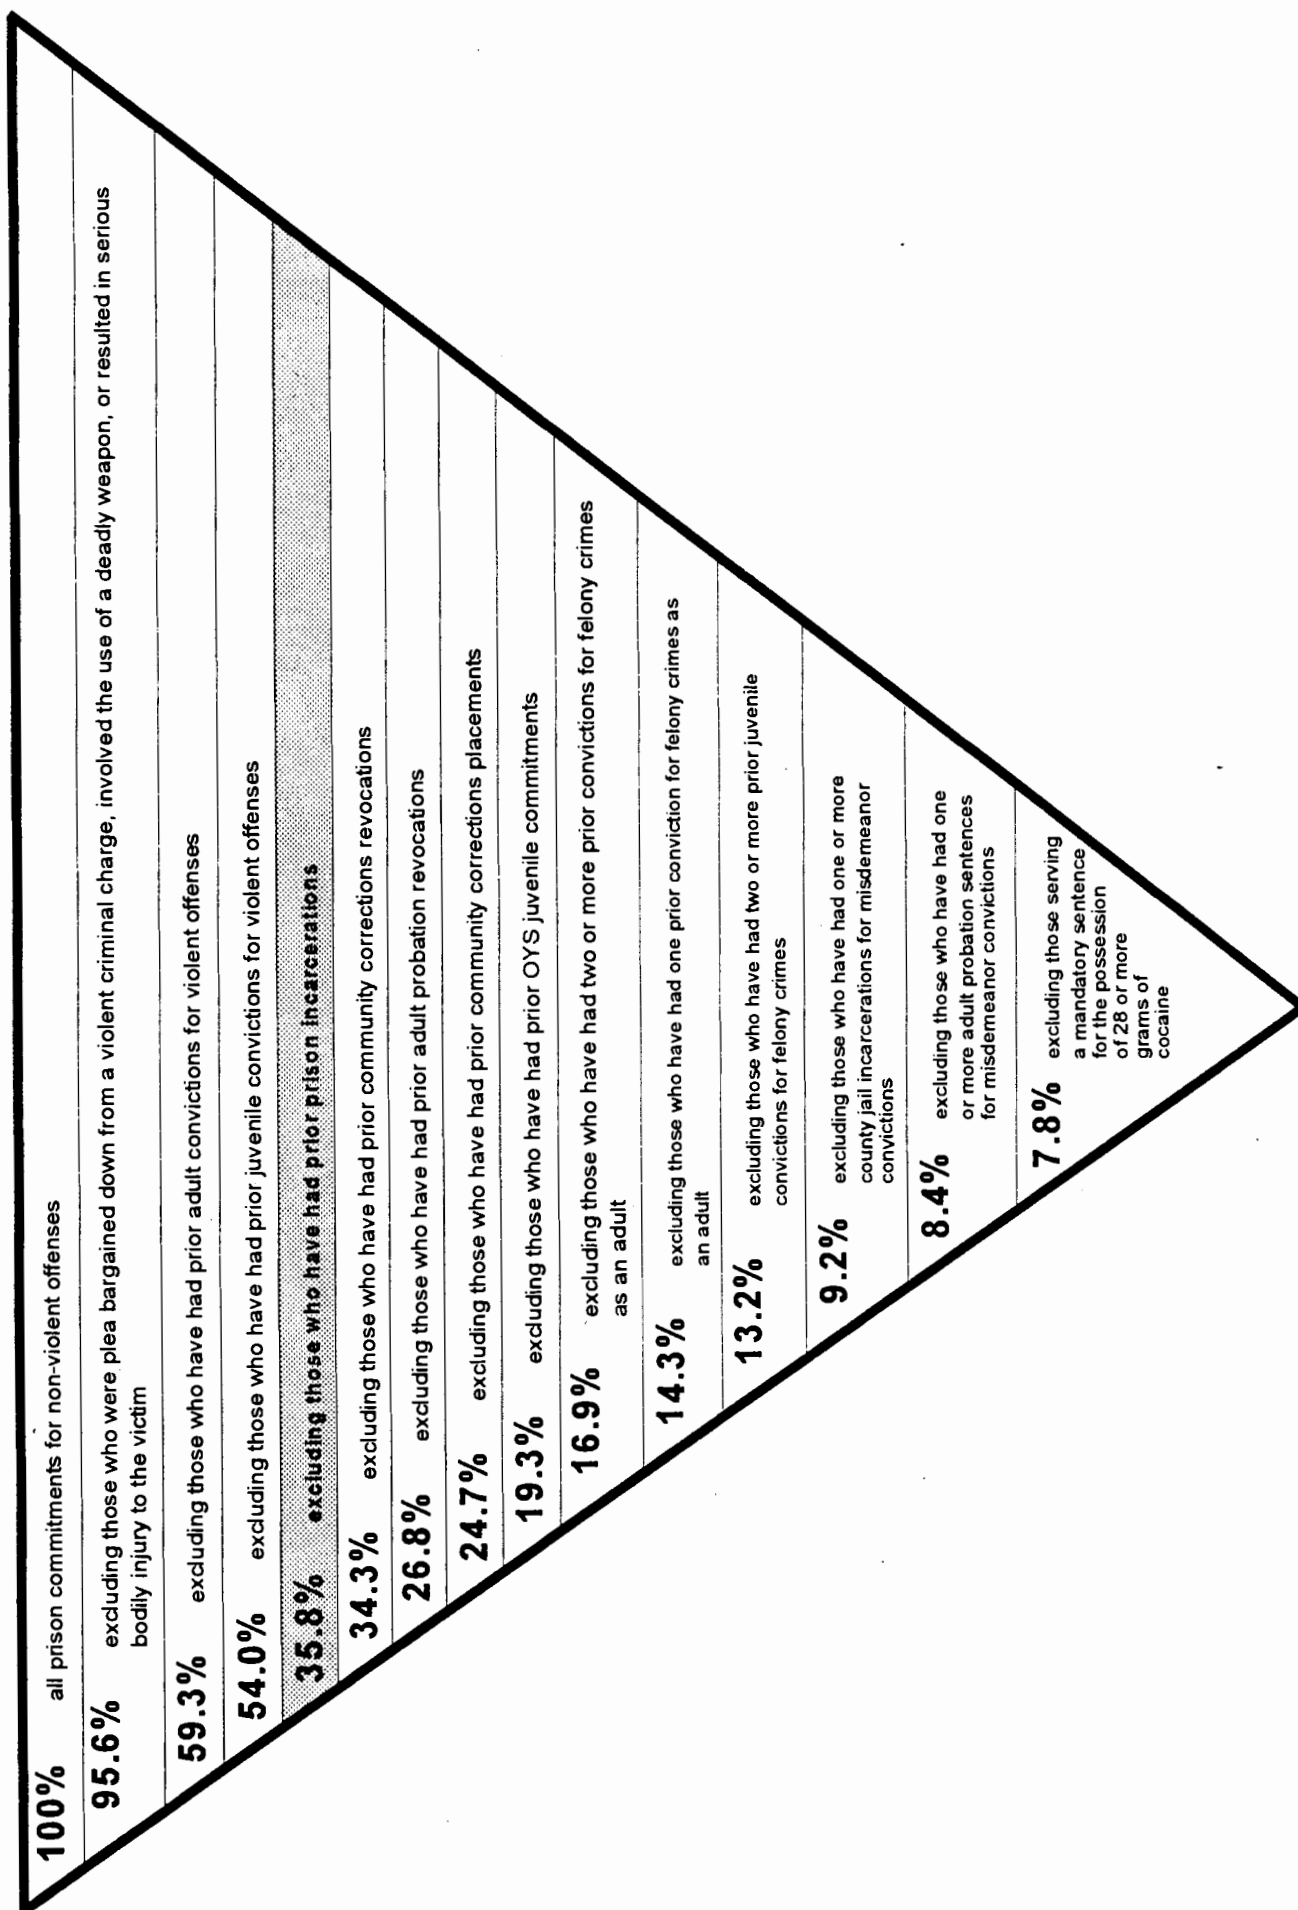 100% all prison commitments for non-violent offenses
95.6% excluding those who were plea bargained down from a violent criminal charge, involved the use of a deadly weapon, or resulted in serious
bodily injury to the victim
59.3% excluding those who have had prior adult convictions for violent offenses
54.0% excluding those who have had prior juvenile convictions for violent offenses
35.8% excluding those who have had prior prison incarcerations
34.3% excluding those who have had prior community corrections revocations
26.8% excluding those who have had prior adult probation revocations
24.7% excluding those who have had prior community corrections placements
19.3% excluding those who have had prior OYS juvenile commitments
16.9% excluding those who have had two or more prior convictions for felony crimes
as an adult
14.3% excluding those who have had one prior conviction for felony crimes as
an adult
13.2% excluding those who have had two or more prior juvenile
convictions for felony crimes
9.2% excluding those who have had one or more
county jail incarcerations for misdemeanor
convictions
8.4% excluding those who have had one
or more adult probation sentences
for misdemeanor convictions
7.8% excluding those serving
a mandatory sentence
for the possession
of 28 or more
grams of
cocaine